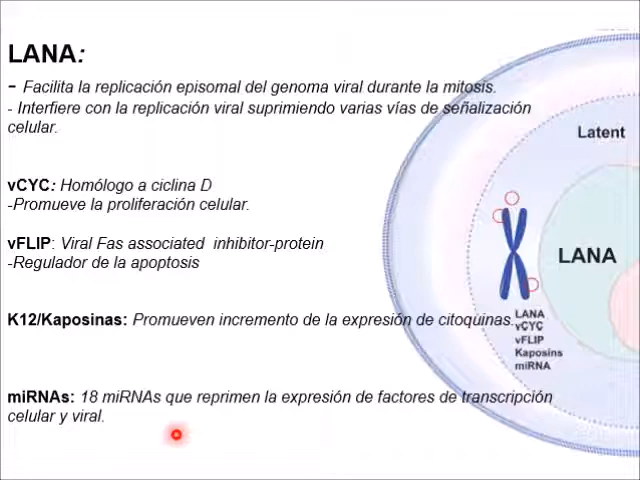 LANA:
- Facilita la replicación episomal del genoma viral durante la mitosis.
- Interfiere con la replicación viral suprimiendo varias vías de señalización
celular.
vCYC: Homólogo a ciclina D
-Promueve la proliferación celular.
vFLIP: Viral Fas associated inhibitor-protein
-Regulador de la apoptosis
K12/Kaposinas: Promueven incremento de la expresión de citoquinas.
miRNAs: 18 miRNAs que reprimen la expresión de factores de transcripción
celular y viral.
Latent
LANA
LANA
vCYC
vFLIP
Kaposins
miRNA